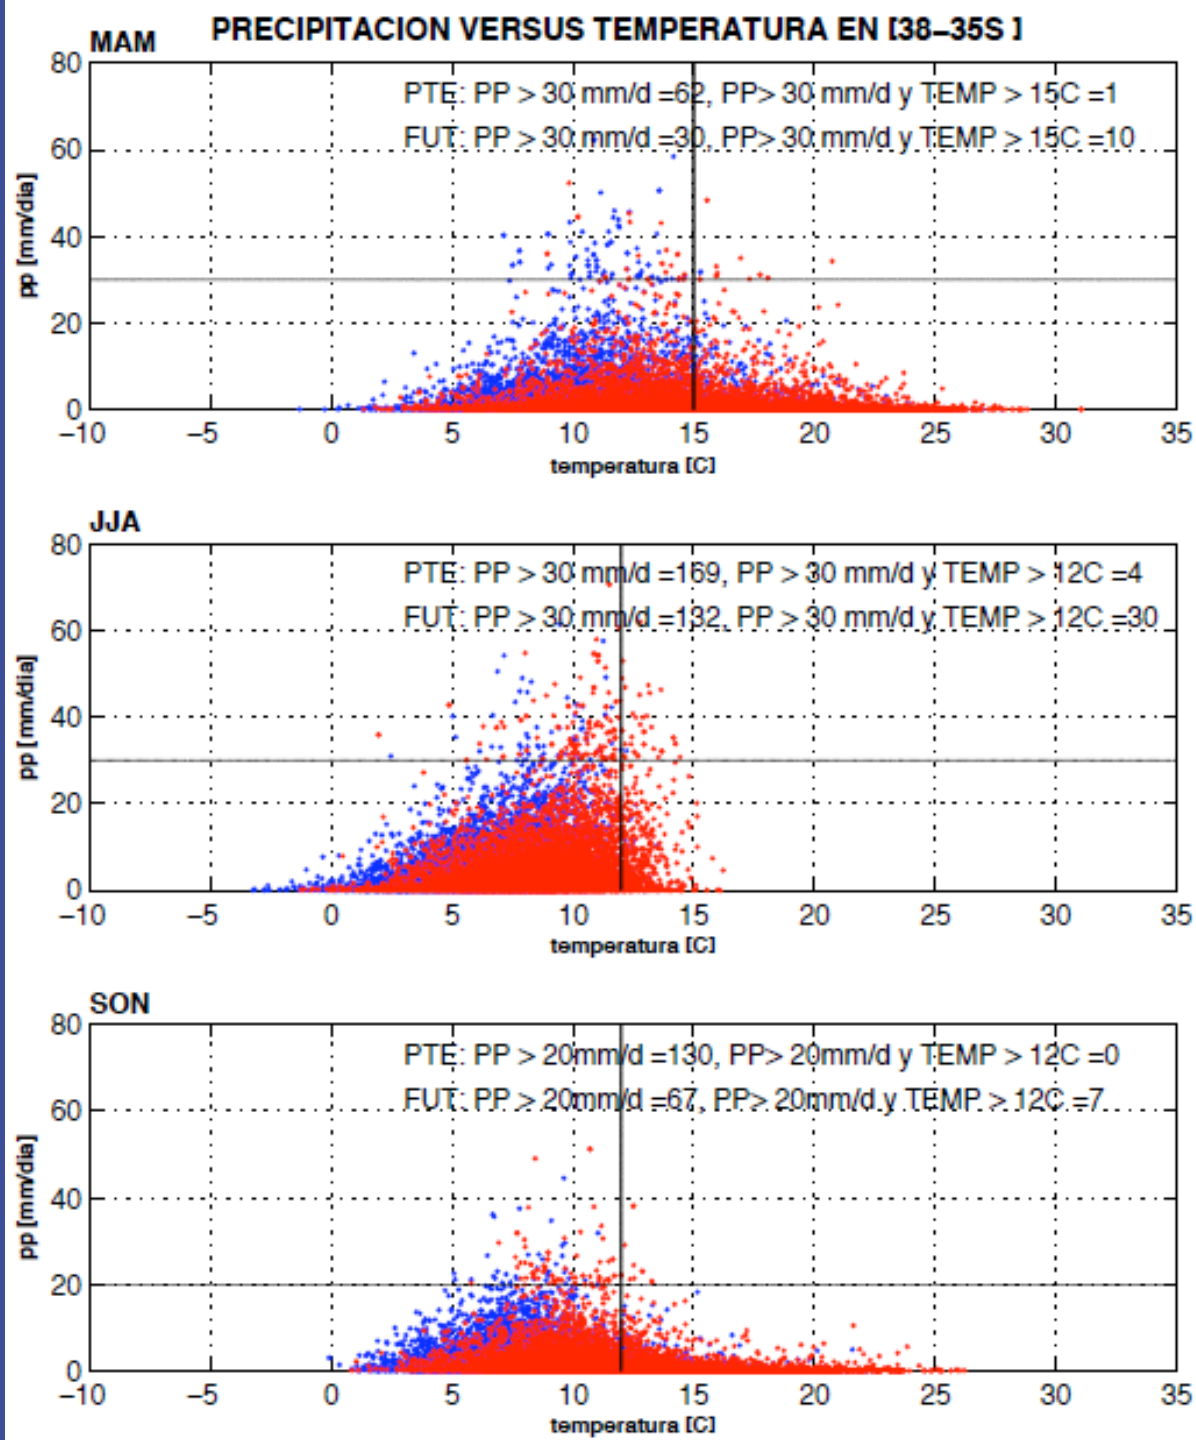 PRECIPITACION VERSUS TEMPERATURA EN [38–35S ]
MAM
80
PTE: PP > 30 mm/d =62, PP> 30 mm/d y TEMP > 15C =1
FUT: PP > 30 mm/d =30, PP> 30 mm/d y TEMP > 15C =10
60
40
20
0
pp [mm/dia]
–10 –5 0 5 10 15 20 25 30 35
temperatura [C]
JJA
80
PTE: PP > 30 mm/d =169, PP > 30 mm/d y TEMP > 12C =4
FUT: PP > 30 mm/d =132, PP > 30 mm/d y TEMP > 12C =30
60
40
20
0
pp [mm/dia]
–10 –5 0 5 10 15 20 25 30 35
temperatura [C]
SON
80
PTE: PP > 20mm/d =130, PP> 20mm/d y TEMP > 12C =0
FUT: PP > 20mm/d =67, PP> 20mm/d y TEMP > 12C =7
60
40
20
0
pp [mm/dia]
–10 –5 0 5 10 15 20 25 30 35
temperatura [C]